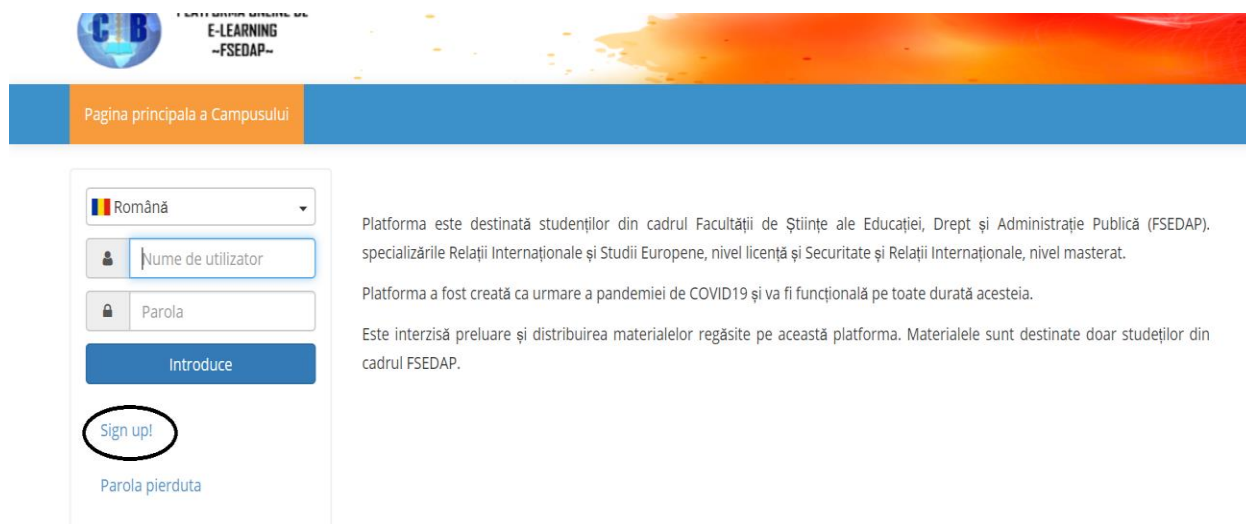 PLATFORMA ONLINE DE
E-LEARNING
~FSEDAP~
Pagina principala a Campusului
Română
Nume de utilizator
Parola
Introduce
Sign up!
Parola pierduta
Platforma este destinată studenților din cadrul Facultății de Științe ale Educației, Drept și Administrație Publică (FSEDAP).
specializările Relații Internaționale și Studii Europene, nivel licență și Securitate și Relații Internaționale, nivel masterat.
Platforma a fost creată ca urmare a pandemiei de COVID19 și va fi funcțională pe toate durată acesteia.
Este interzisă preluare și distribuirea materialelor regăsite pe această platforma. Materialele sunt destinate doar studeților din
cadrul FSEDAP.